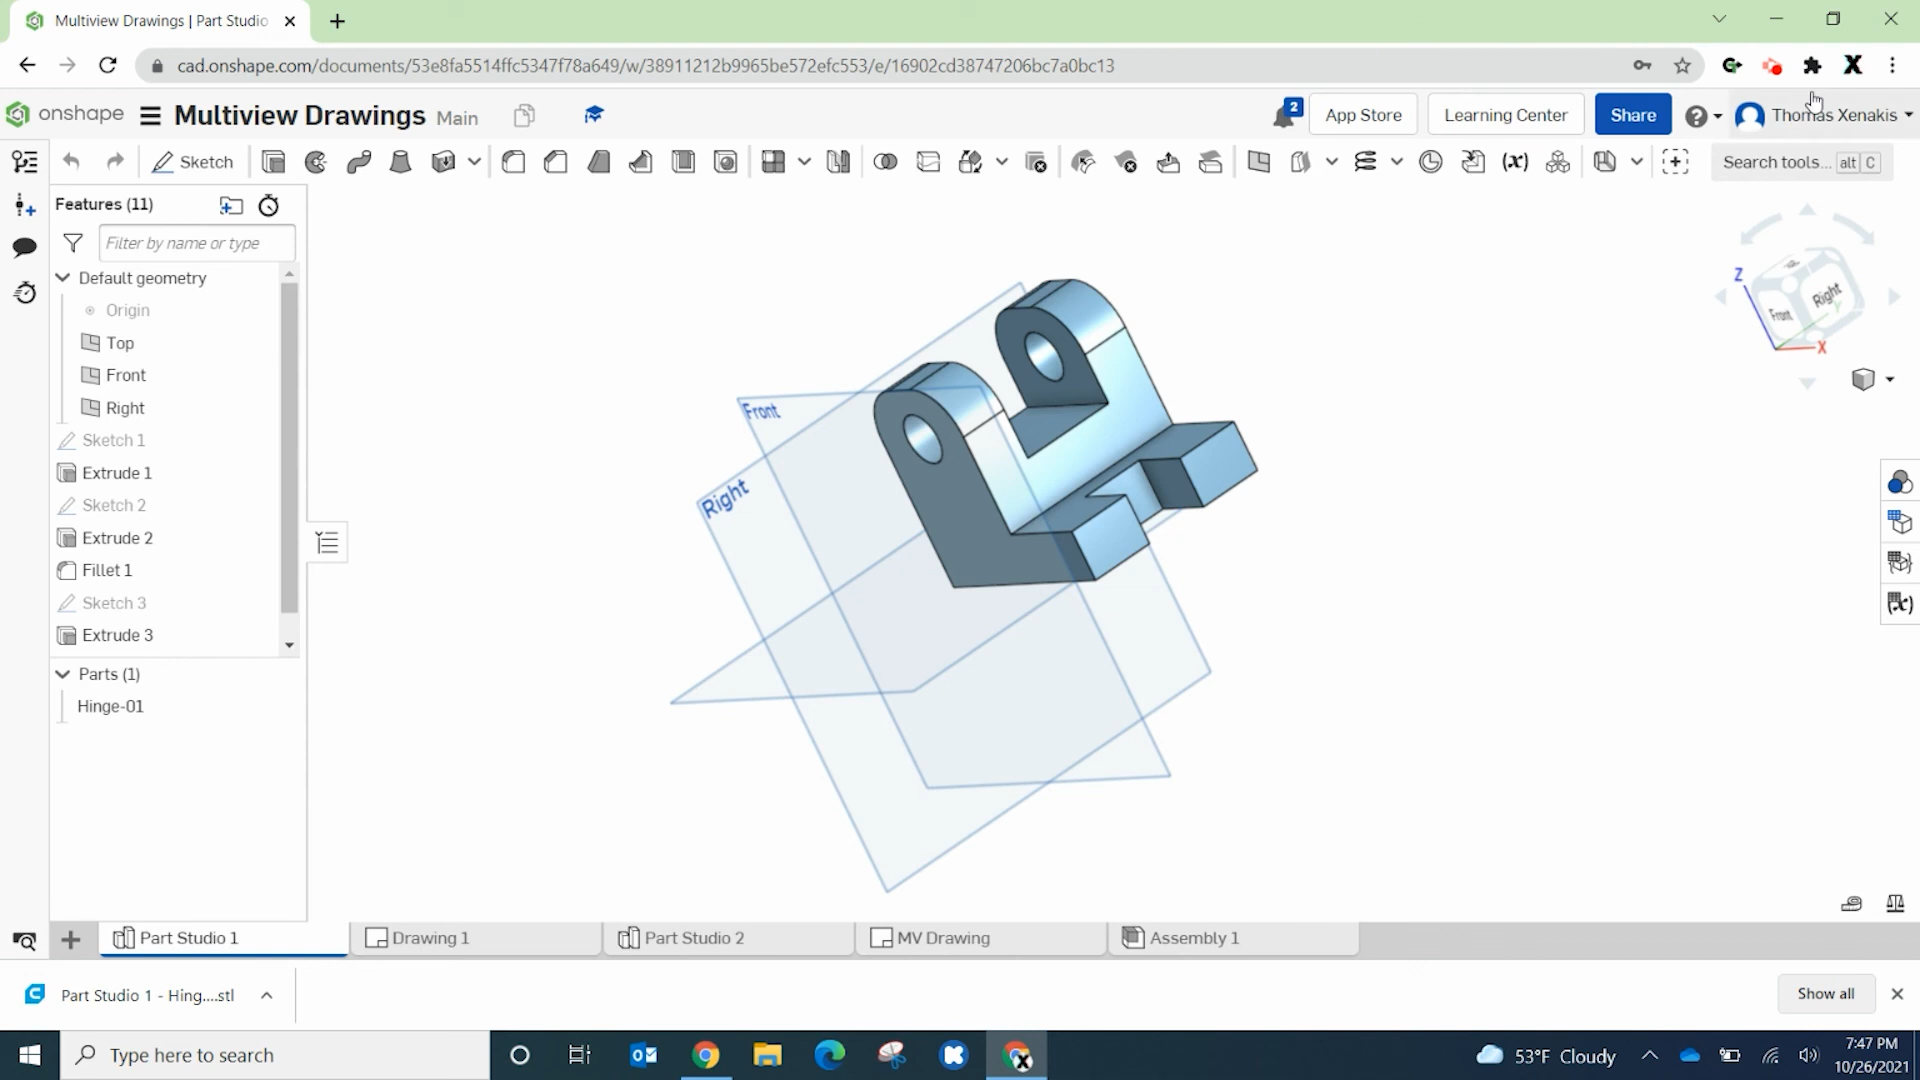 Multiview Drawings | Part Studio
cad.onshape.com/documents/53e8fa5514ffc5347f78a649/w/38911212b9965be572efc553/e/16902cd38747206bc7a0bc13
onshape
Multiview Drawings Main
2
App Store
Learning Center
Share
Thomas Xenakis
Sketch
Search tools... alt C
Features (11)
Filter by name or type
Default geometry
Origin
Top
Front
Right
Sketch 1
Extrude 1
Sketch 2
Extrude 2
Fillet 1
Sketch 3
Extrude 3
Parts (1)
Hinge-01
Front
Right
Z
Front
Right
Y
X
(x)
(x)
Part Studio 1
Drawing 1
Part Studio 2
MV Drawing
Assembly 1
Part Studio 1 - Hing....stl
Show all
Type here to search
53°F Cloudy
7:47 PM
10/26/2021